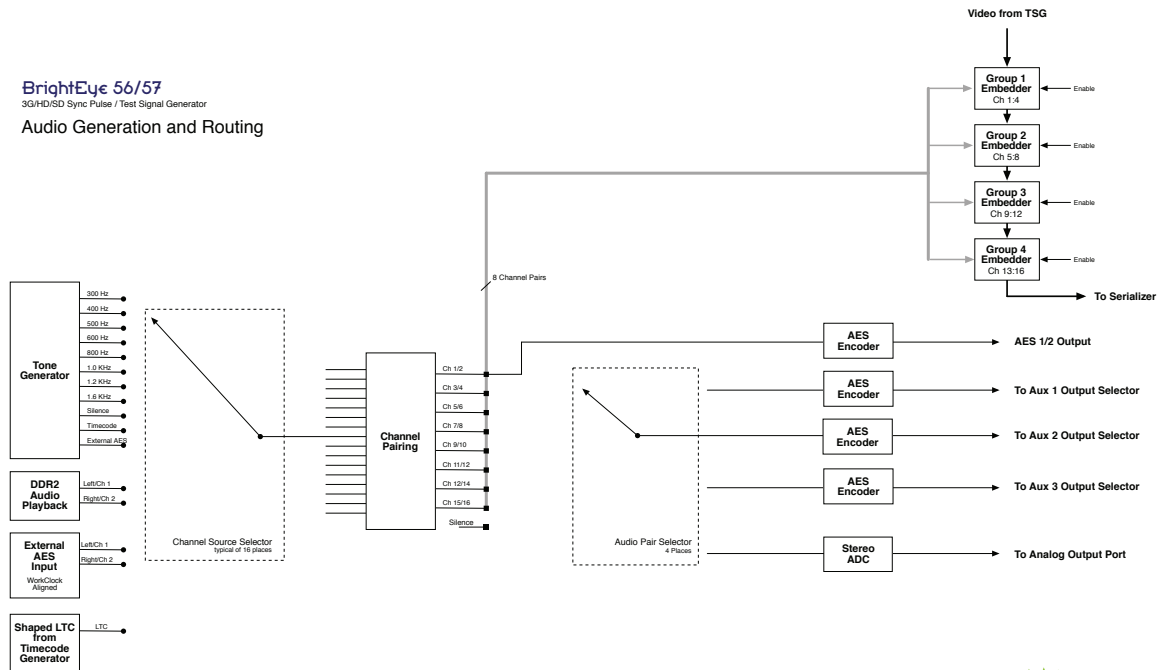 Video from TSG
BrightEye 56/57
3G/HD/SD Sync Pulse / Test Signal Generator
Audio Generation and Routing
Group 1
Embedder
Ch 1:4
Enable
Group 2
Embedder
Ch 5:8
Enable
Group 3
Embedder
Ch 9:12
Enable
Group 4
Embedder
Ch 13:16
Enable
To Serializer
8 Channel Pairs
Tone
Generator
300 Hz
400 Hz
500 Hz
600 Hz
800 Hz
1.0 KHz
1.2 KHz
1.6 KHz
Silence
Timecode
External AES
DDR2
Audio
Playback
Left/Ch 1
Right/Ch 2
External
AES
Input
WorkClock
Aligned
Left/Ch 1
Right/Ch 2
Shaped LTC
from
Timecode
Generator
LTC
Channel Source Selector
typical of 16 places
Channel
Pairing
Ch 1/2
Ch 3/4
Ch 5/6
Ch 7/8
Ch 9/10
Ch 11/12
Ch 12/14
Ch 15/16
Silence
Audio Pair Selector
4 Places
AES
Encoder
AES 1/2 Output
AES
Encoder
To Aux 1 Output Selector
AES
Encoder
To Aux 2 Output Selector
AES
Encoder
To Aux 3 Output Selector
Stereo
ADC
To Analog Output Port